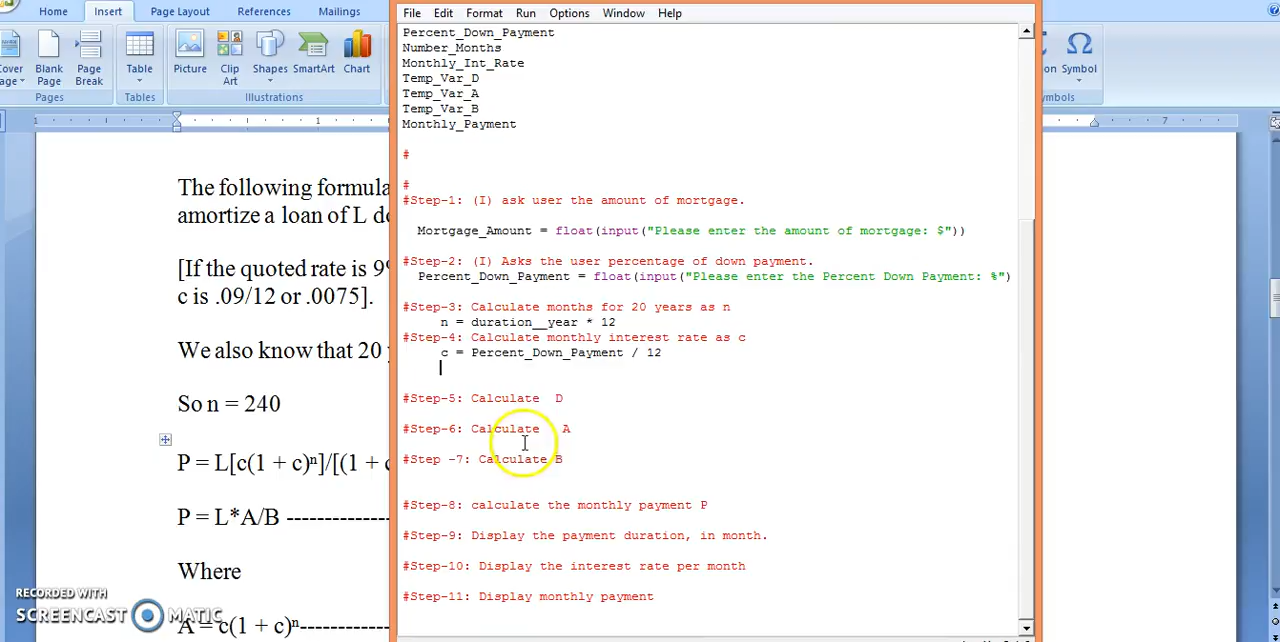 Home Insert Page Layout References Mailings
File Edit Format Run Options Window Help
Blank Page
Page Break
Table
Picture
Clip Art
Shapes
SmartArt
Chart
Symbol
Pages
Tables
Illustrations
1
1
7
The following formula
[If the quoted rate is 9%
c is .09/12 or .0075].
We also know that 20
So n = 240
P = L[c(1 + c)ⁿ]/[(1 +
P = L*A/B ----------------
Where
A = c(1 + c)ⁿ-----------
amortize a loan of L
Percent_Down_Payment
Number_Months
Monthly_Int_Rate
Temp_Var_D
Temp_Var_A
Temp_Var_B
Monthly_Payment
#
#
#Step-1: (I) ask user the amount of mortgage.
Mortgage_Amount = float(input("Please enter the amount of mortgage: $"))
#Step-2: (I) Asks the user percentage of down payment.
Percent_Down_Payment = float(input("Please enter the Percent Down Payment: %")
#Step-3: Calculate months for 20 years as n
n = duration__year * 12
#Step-4: Calculate monthly interest rate as c
c = Percent_Down_Payment / 12
#Step-5: Calculate D
#Step-6: Calculate A
#Step -7: Calculate B
#Step-8: calculate the monthly payment P
#Step-9: Display the payment duration, in month.
#Step-10: Display the interest rate per month
#Step-11: Display monthly payment
RECORDED WITH
SCREENCAST MATIC